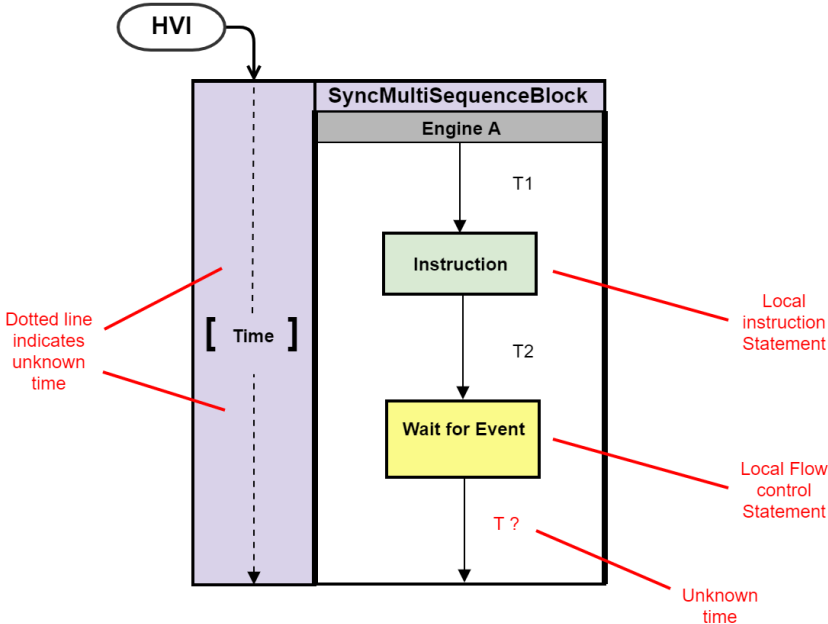 HVI
SyncMultiSequenceBlock
Engine A
T1
Instruction
Local
instruction
Statement
Dotted line
indicates
unknown
time
[ Time ]
T2
Wait for Event
Local Flow
control
Statement
T ?
Unknown
time